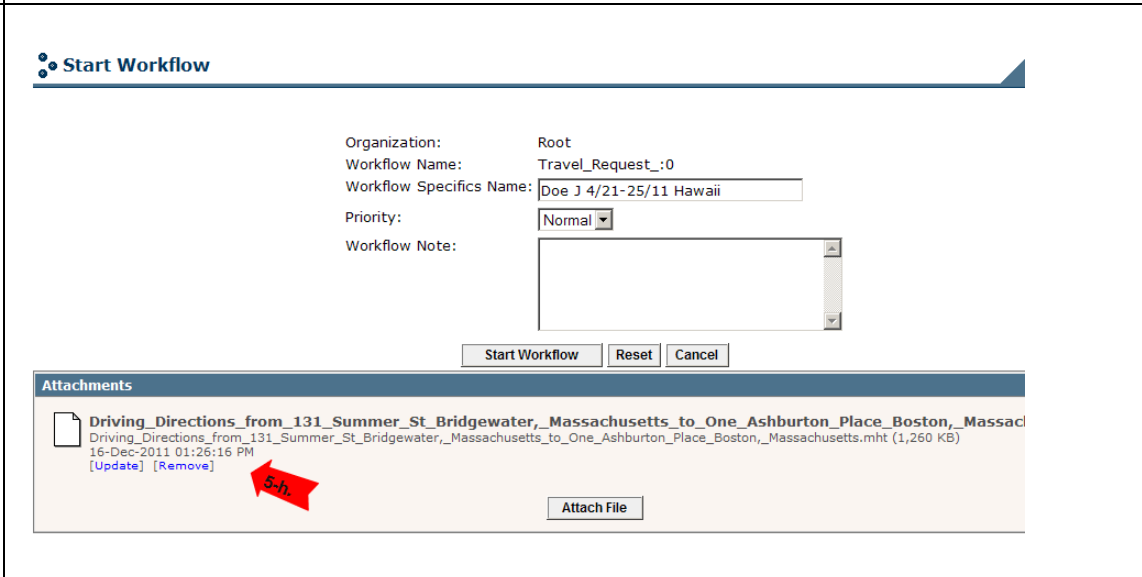 Start Workflow
Organization: Root
Workflow Name: Travel_Request_:0
Workflow Specifics Name: Doe J 4/21-25/11 Hawaii
Priority: Normal
Workflow Note:
Start Workflow Reset Cancel
Attachments
Driving_Directions_from_131_Summer_St_Bridgewater,_Massachusetts_to_One_Ashburton_Place_Boston,_Massac
Driving_Directions_from_131_Summer_St_Bridgewater,_Massachusetts_to_One_Ashburton_Place_Boston,_Massachusetts.mht (1,260 KB)
16-Dec-2011 01:26:16 PM
[Update] [Remove]
5-h.
Attach File